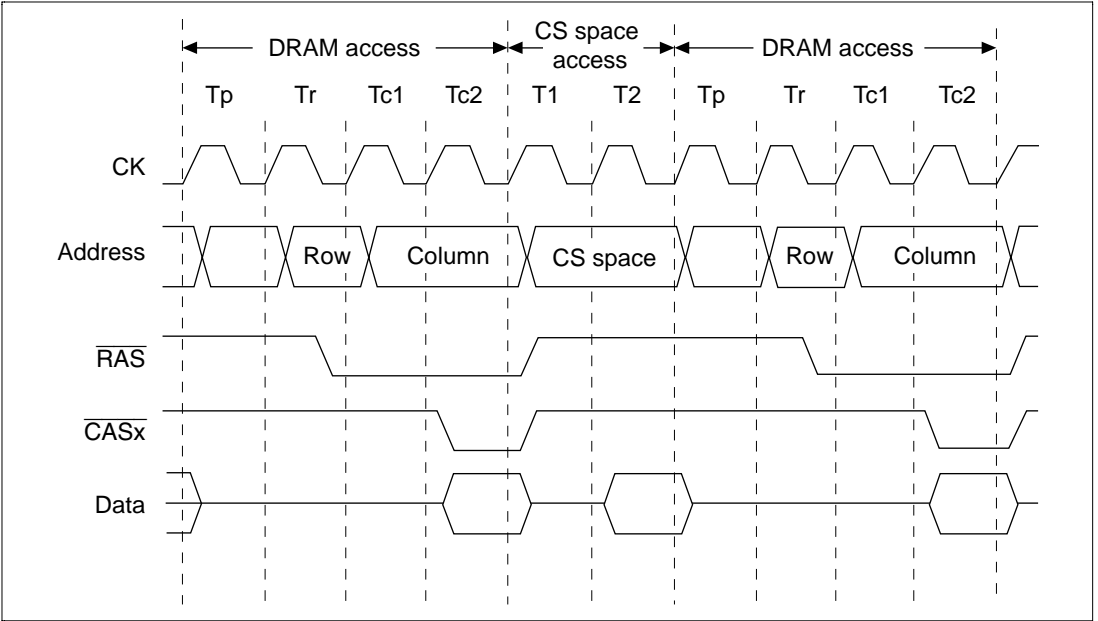 DRAM access
CS space
access
DRAM access
Tp Tr Tc1 Tc2 T1 T2 Tp Tr Tc1 Tc2
CK
Address Row Column CS space Row Column
RAS
CASx
Data